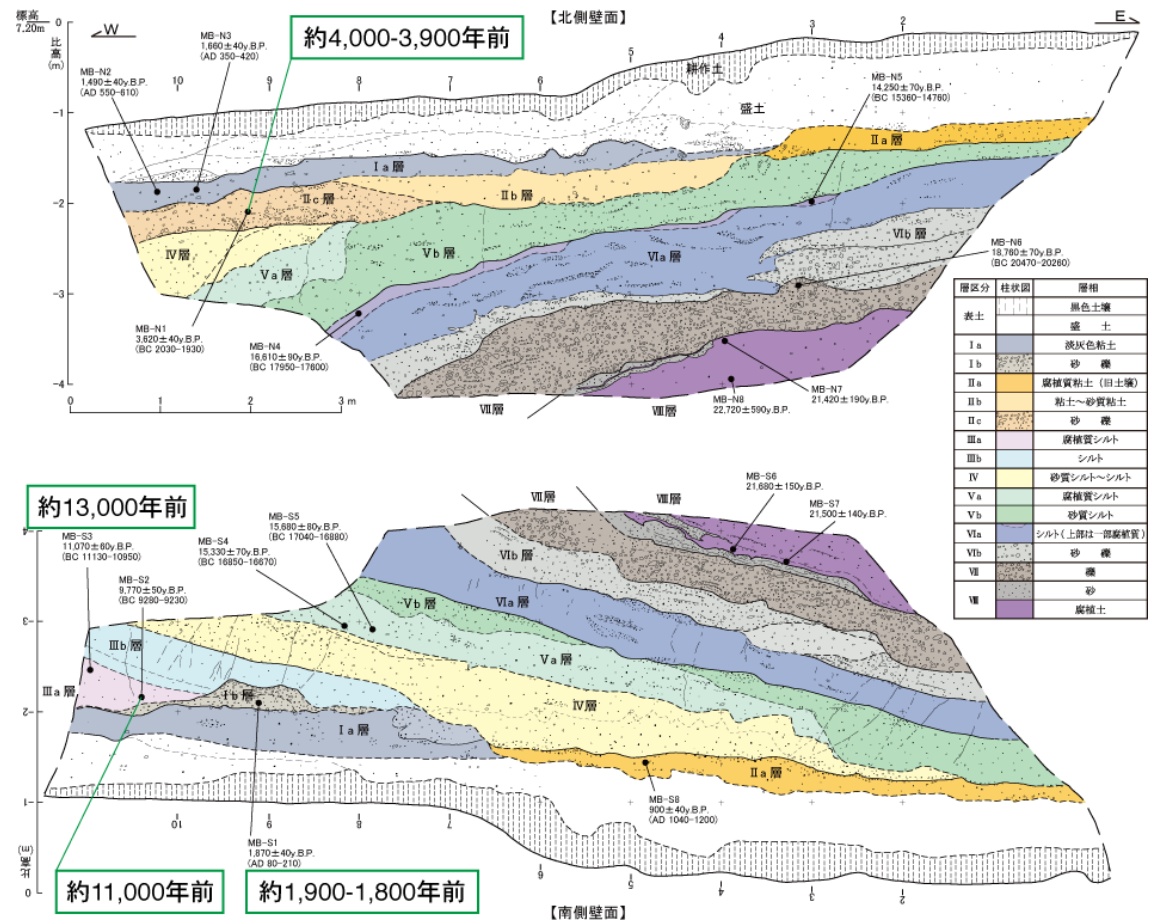 【北側壁面】
標高
7.20m
比高(m)
0
-1
-2
-3
-4
W
E
約4,000-3,900年前
MB-N3
1,660±40y.B.P.
(AD 350-420)
MB-N2
1,490±40y.B.P.
(AD 550-610)
10
9
8
7
6
5
4
3
2
耕作土
盛土
MB-N5
14,250±70y.B.P.
(BC 15360-14760)
Ⅰa層
Ⅱa層
Ⅱb層
Ⅱc層
Ⅳ層
Ⅴa層
Ⅴb層
Ⅵa層
Ⅵb層
MB-N6
18,760±70y.B.P.
(BC 20470-20260)
MB-N1
3,620±40y.B.P.
(BC 2030-1930)
MB-N4
16,610±90y.B.P.
(BC 17950-17600)
MB-N7
21,420±190y.B.P.
MB-N8
22,720±590y.B.P.
Ⅶ層
Ⅷ層
0
1
2
3 m
層区分 柱状図 層相
表土 黒色土壌
盛 土
Ⅰa 淡灰色粘土
Ⅰb 砂 礫
Ⅱa 腐植質粘土（旧土壌）
Ⅱb 粘土～砂質粘土
Ⅱc 砂 礫
Ⅲa 腐植質シルト
Ⅲb シルト
Ⅳ 砂質シルト～シルト
Ⅴa 腐植質シルト
Ⅴb 砂質シルト
Ⅵa シルト（上部は一部腐植質）
Ⅵb 砂 礫
Ⅶ 礫
Ⅷ 砂
腐植土
約13,000年前
MB-S3
11,070±60y.B.P.
(BC 11130-10950)
MB-S2
9,770±50y.B.P.
(BC 9280-9230)
MB-S4
15,330±70y.B.P.
(BC 16850-16670)
MB-S5
15,680±80y.B.P.
(BC 17040-16880)
Ⅶ層
Ⅷ層
MB-S6
21,680±150y.B.P.
MB-S7
21,500±140y.B.P.
Ⅵb層
Ⅵa層
Ⅴb層
Ⅴa層
Ⅳ層
Ⅲb層
Ⅲa層
Ⅰb層
Ⅰa層
Ⅱa層
4
3
2
1
0
比高(m)
MB-S8
900±40y.B.P.
(AD 1040-1200)
MB-S1
1,870±40y.B.P.
(AD 80-210)
10
9
8
7
6
5
4
3
2
約11,000年前
約1,900-1,800年前
【南側壁面】